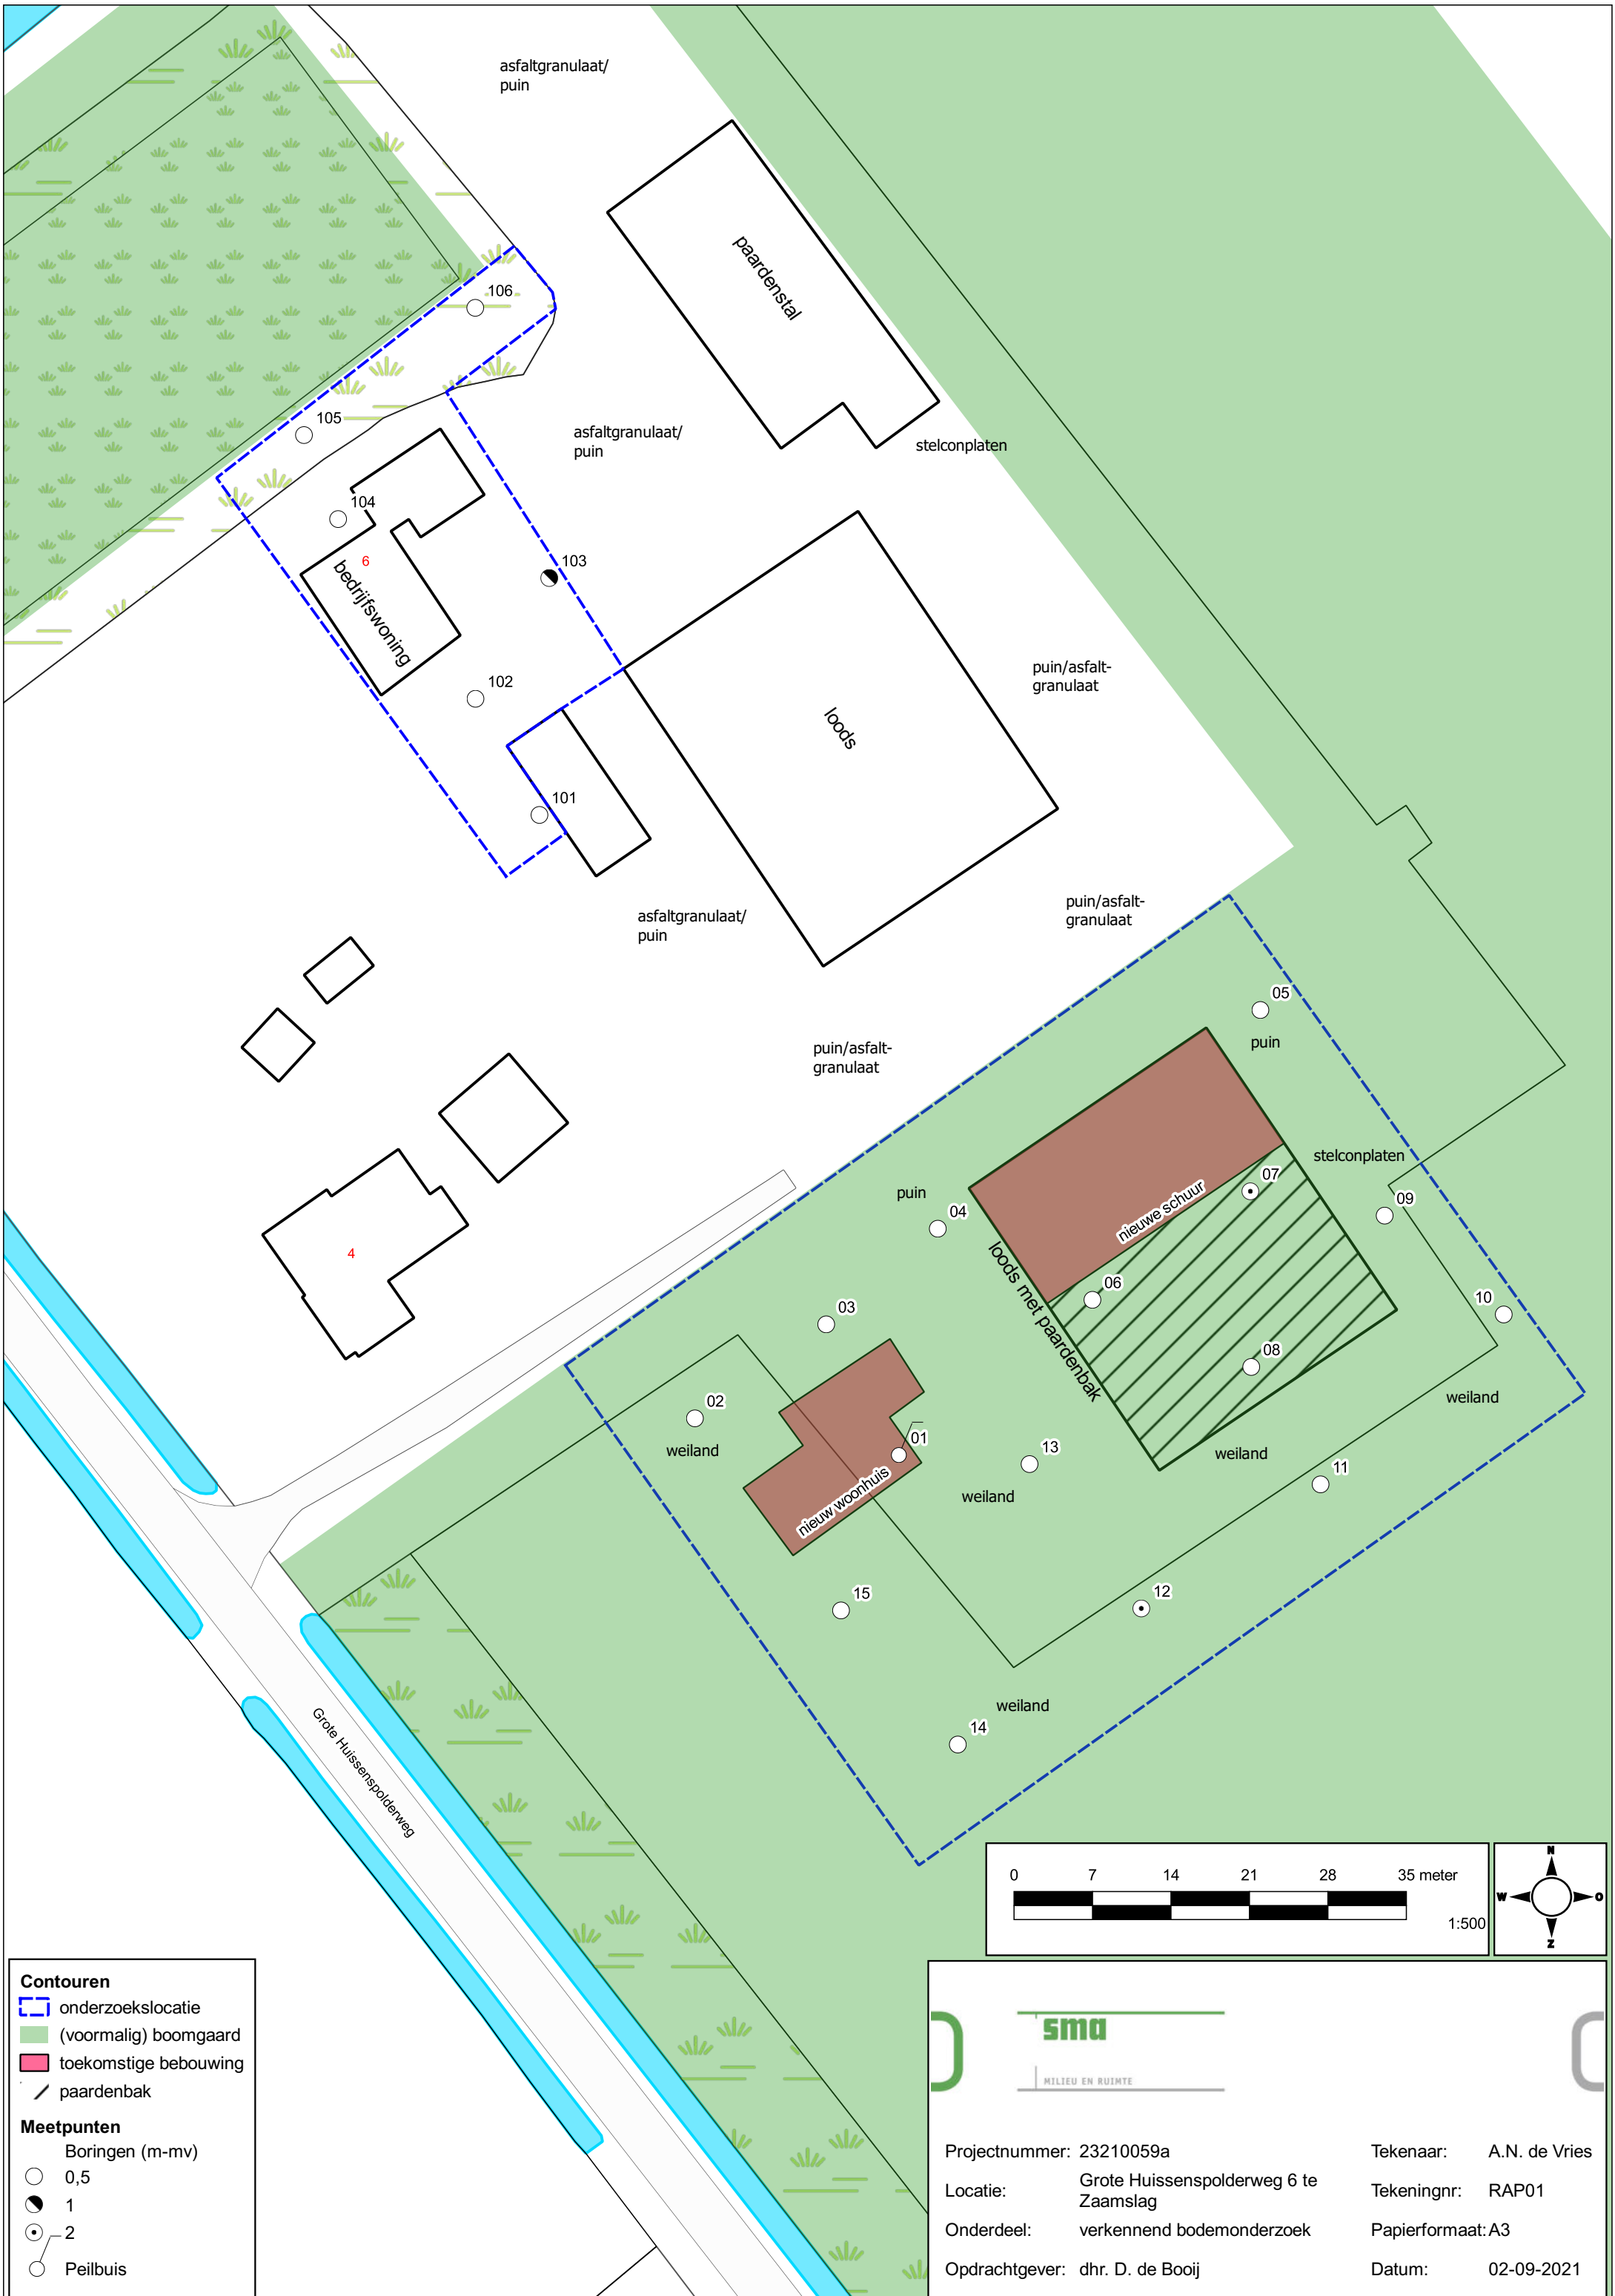 asfaltgranulaat/
puin
paardenstal
106
105
asfaltgranulaat/
puin
stelconplaten
104
6
bedrijfswoning
103
102
puin/asfalt-
granulaat
loods
101
asfaltgranulaat/
puin
puin/asfalt-
granulaat
05
puin
puin/asfalt-
granulaat
stelconplaten
07
nieuwe schuur
09
puin
04
4
loods met paardenbak
06
10
03
08
weiland
02
weiland
01
nieuw woonhuis
13
weiland
weiland
11
15
12
weiland
14
Grote Huissenspolderweg
0 7 14 21 28 35 meter
1:500
N
W O
Z
Contouren
onderzoekslocatie
(voormalig) boomgaard
toekomstige bebouwing
paardenbak
Meetpunten
Boringen (m-mv)
0,5
1
2
Peilbuis
sma
MILIEU EN RUIMTE
Projectnummer: 23210059a Tekenaar: A.N. de Vries
Locatie: Grote Huissenspolderweg 6 te
Zaamslag
Tekeningnr: RAP01
Onderdeel: verkennend bodemonderzoek Papierformaat: A3
Opdrachtgever: dhr. D. de Booij Datum: 02-09-2021